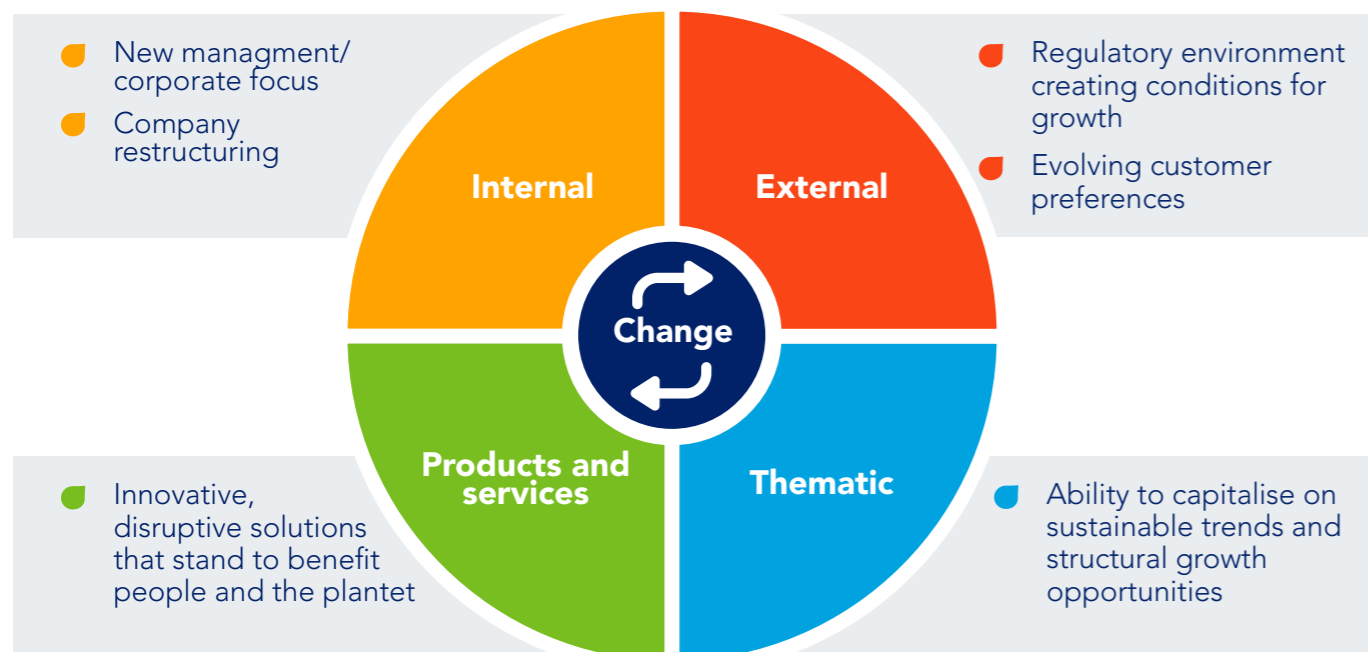 New managment/
corporate focus
Company
restructuring
Internal
External
Regulatory environment
creating conditions for
growth
Evolving customer
preferences
Change
Products and
services
Thematic
Innovative,
disruptive solutions
that stand to benefit
people and the plantet
Ability to capitalise on
sustainable trends and
structural growth
opportunities